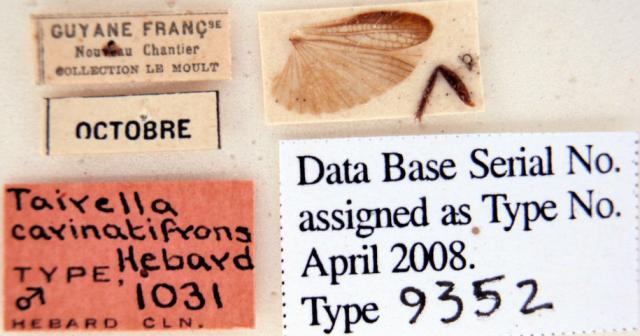 GUYANE FRANÇSE
Nouveau Chantier
COLLECTION LE MOULT
OCTOBRE
Tairella
carinatifrons
Hebard
TYPE,
♂ 1031
HEBARD CLN.
Data Base Serial No.
assigned as Type No.
April 2008.
Type 9352